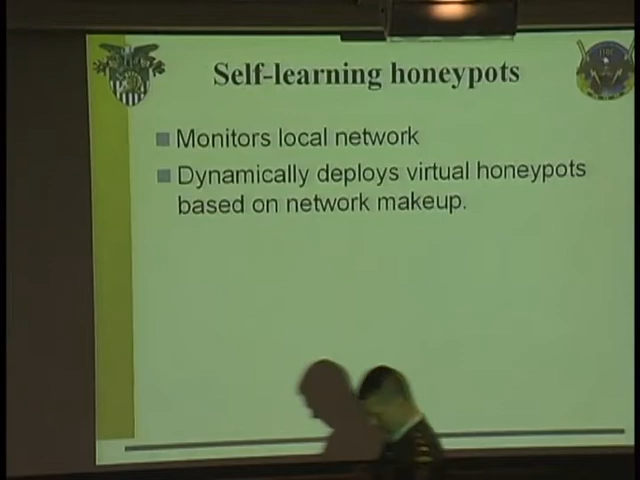 Self-learning honeypots
Monitors local network
Dynamically deploys virtual honeypots
based on network makeup.